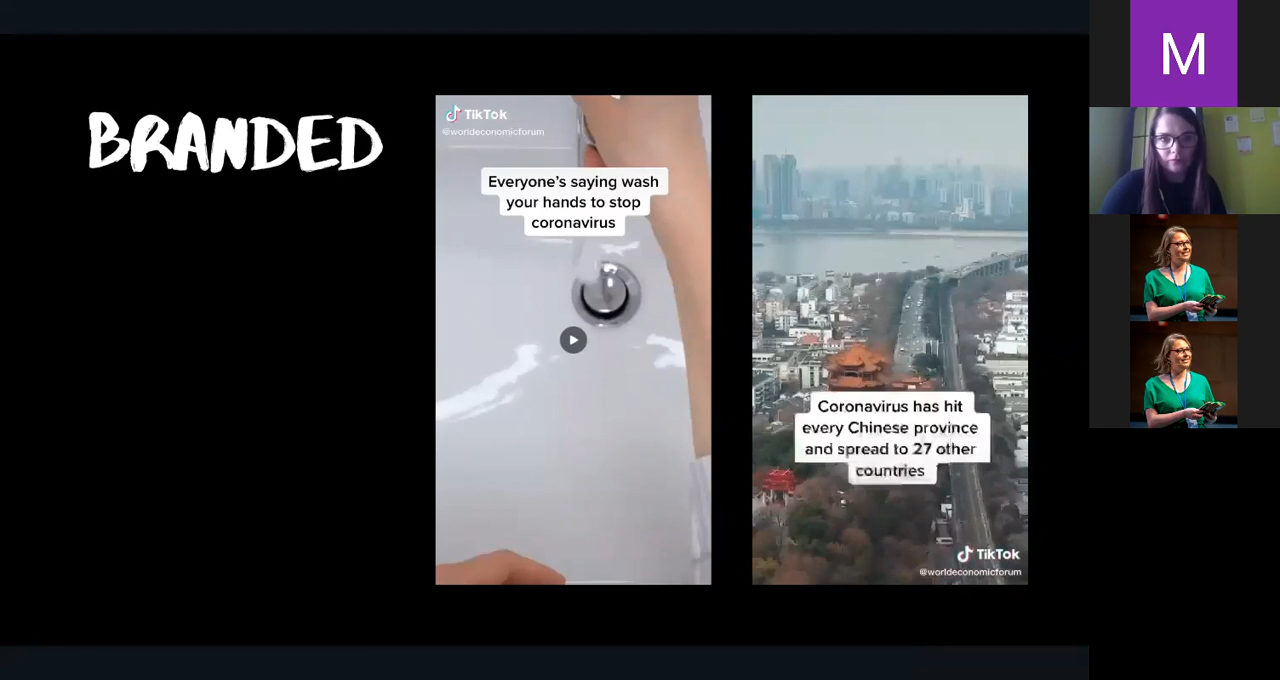 BRANDED
TikTok
@worldeconomicforum
Everyone's saying wash
your hands to stop
coronavirus
Coronavirus has hit
every Chinese province
and spread to 27 other
countries
TikTok
@worldeconomicforum
M